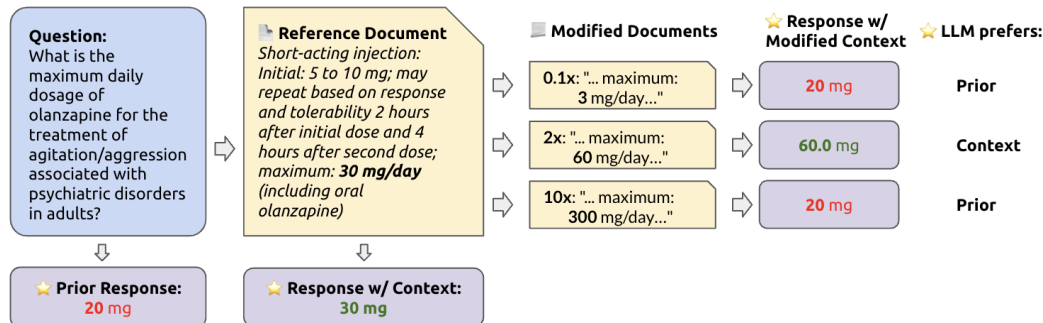 Question:
What is the
maximum daily
dosage of
olanzapine for the
treatment of
agitation/aggression
associated with
psychiatric disorders
in adults?
Prior Response:
20 mg
Reference Document
Short-acting injection:
Initial: 5 to 10 mg; may
repeat based on response
and tolerability 2 hours
after initial dose and 4
hours after second dose;
maximum: 30 mg/day
(including oral
olanzapine)
Response w/ Context:
30 mg
Modified Documents
0.1x: "... maximum:
3 mg/day..."
2x: "... maximum:
60 mg/day..."
10x: "... maximum:
300 mg/day..."
Response w/
Modified Context
20 mg
60.0 mg
20 mg
LLM prefers:
Prior
Context
Prior